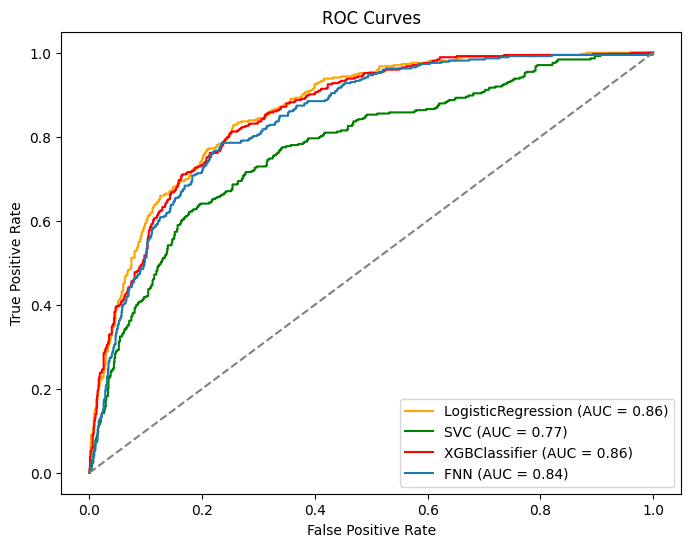 ROC Curves
1.0
0.8
0.6
0.4
0.2
0.0
True Positive Rate
0.0 0.2 0.4 0.6 0.8 1.0
False Positive Rate
LogisticRegression (AUC = 0.86)
SVC (AUC = 0.77)
XGBClassifier (AUC = 0.86)
FNN (AUC = 0.84)